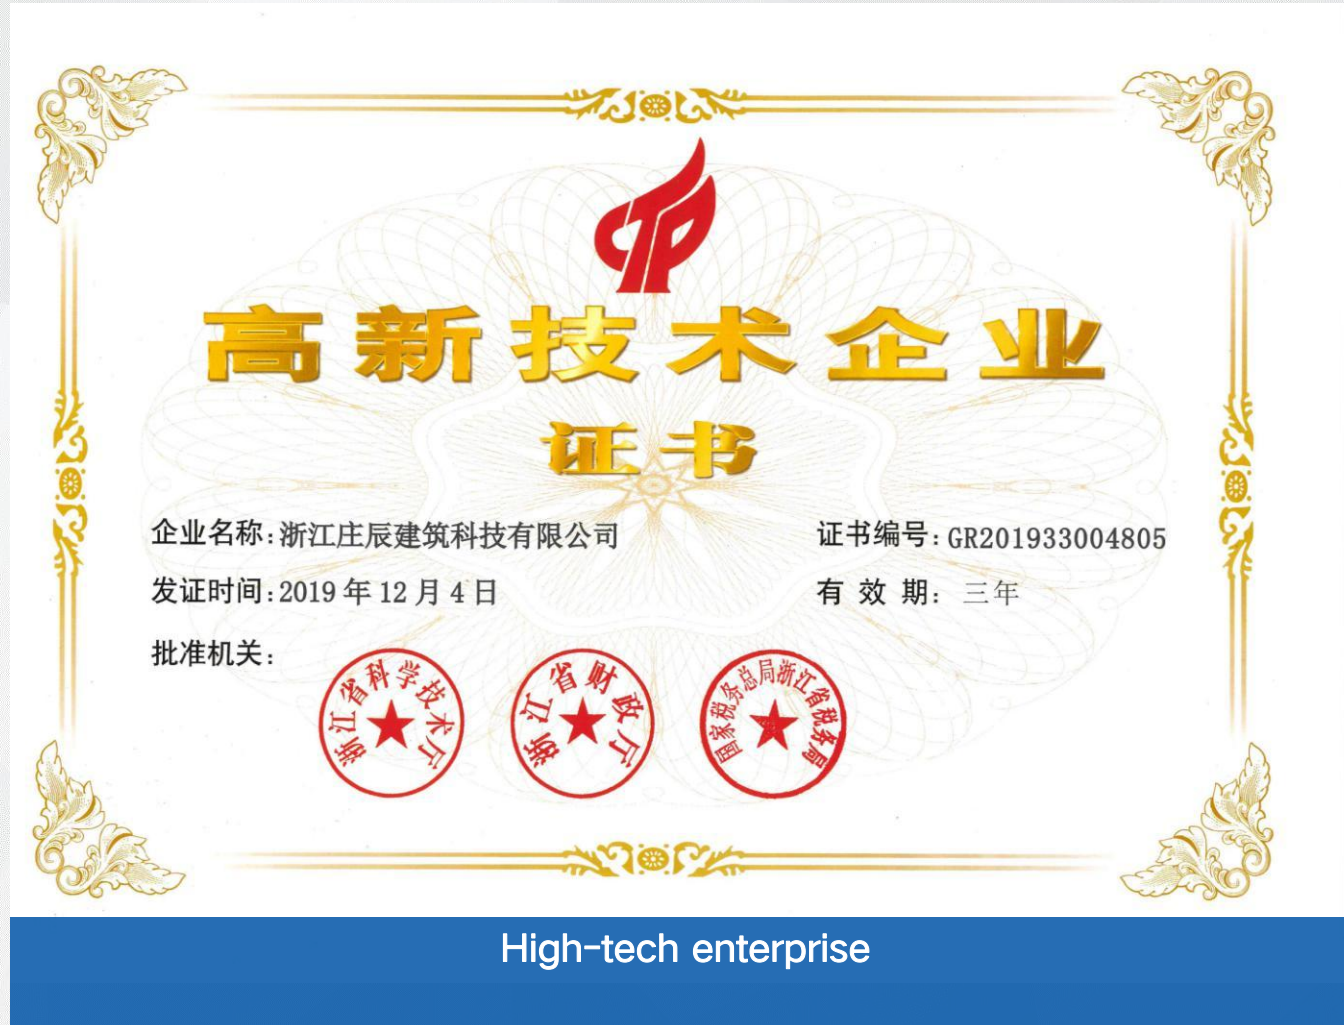 高新技术企业
证书
企业名称:浙江庄辰建筑科技有限公司
证书编号:GR201933004805
发证时间:2019年12月4日
有效期: 三年
批准机关:
浙江省科学技术厅
浙江省财政厅
国家税务总局浙江省税务局
High-tech enterprise